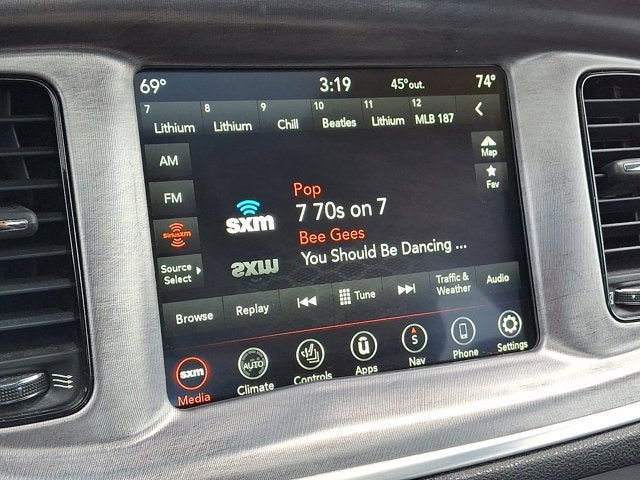 69° 3:19 45°out. 74°
7 8 9 10 11 12
Lithium Lithium Chill Beatles Lithium MLB 187
AM
Map
FM
Fav
Pop
sxm
7 70s on 7
siriusxm
Bee Gees
You Should Be Dancing ...
Source
Select
sxm
Browse Replay Tune Traffic & Weather Audio
sxm AUTO S
Media Climate Controls Apps Nav Phone Settings